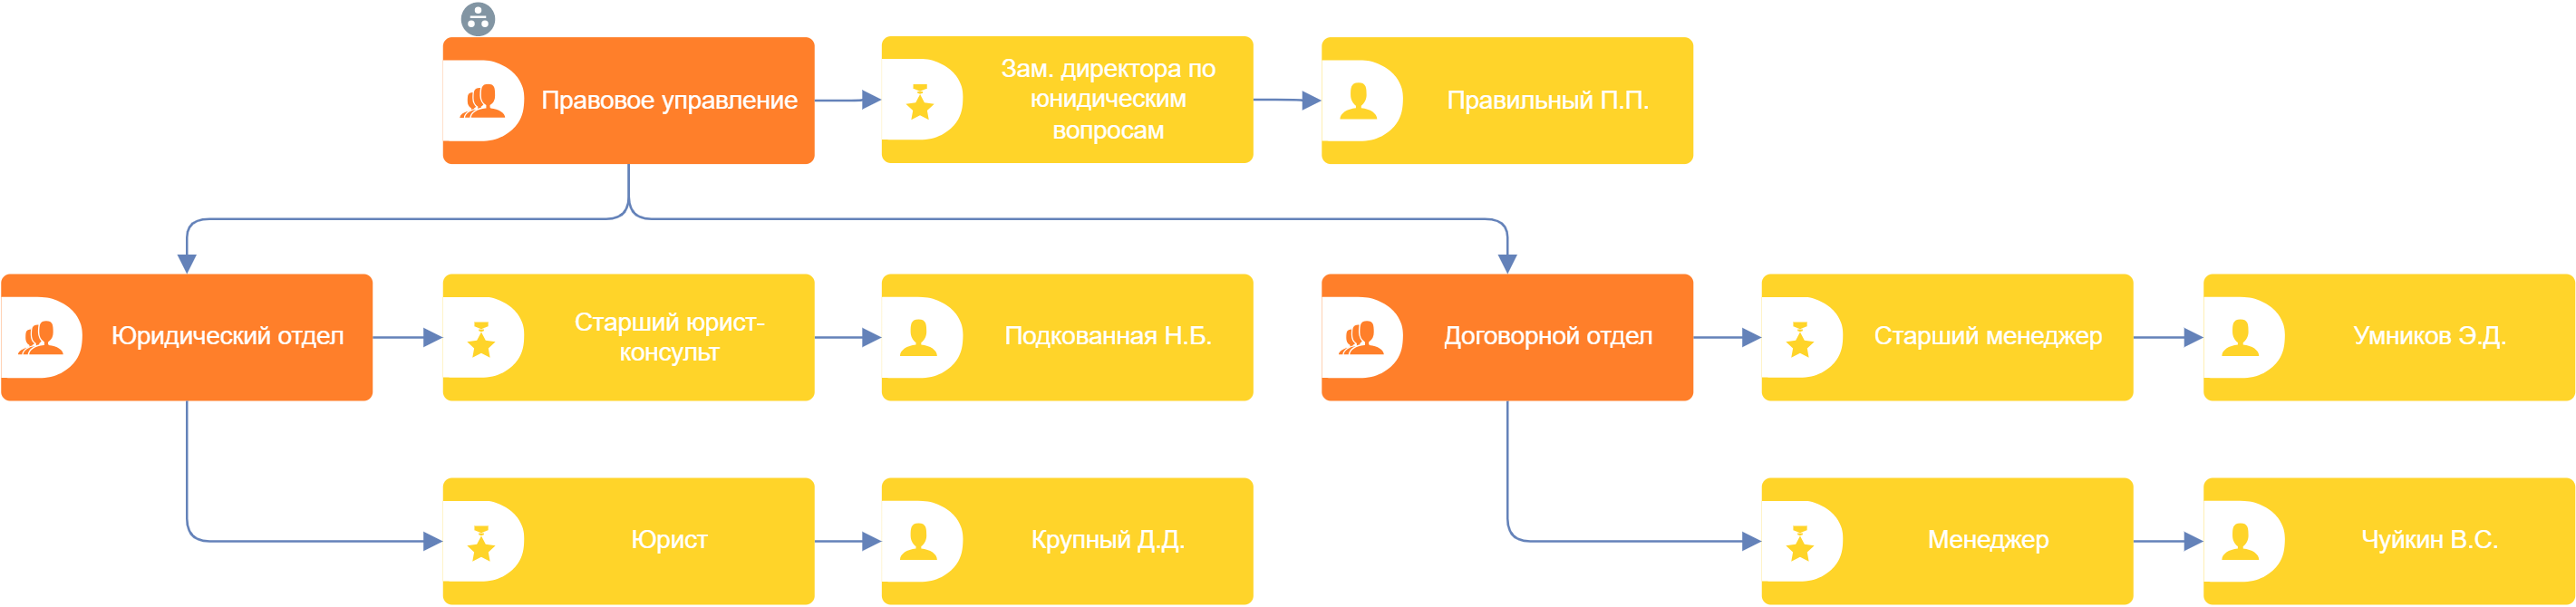 Правовое управление
Зам. директора по
юнидическим
вопросам
Правильный П.П.
Юридический отдел
Старший юрист-
консульт
Подкованная Н.Б.
Договорной отдел
Старший менеджер
Умников Э.Д.
Юрист
Крупный Д.Д.
Менеджер
Чуйкин В.С.